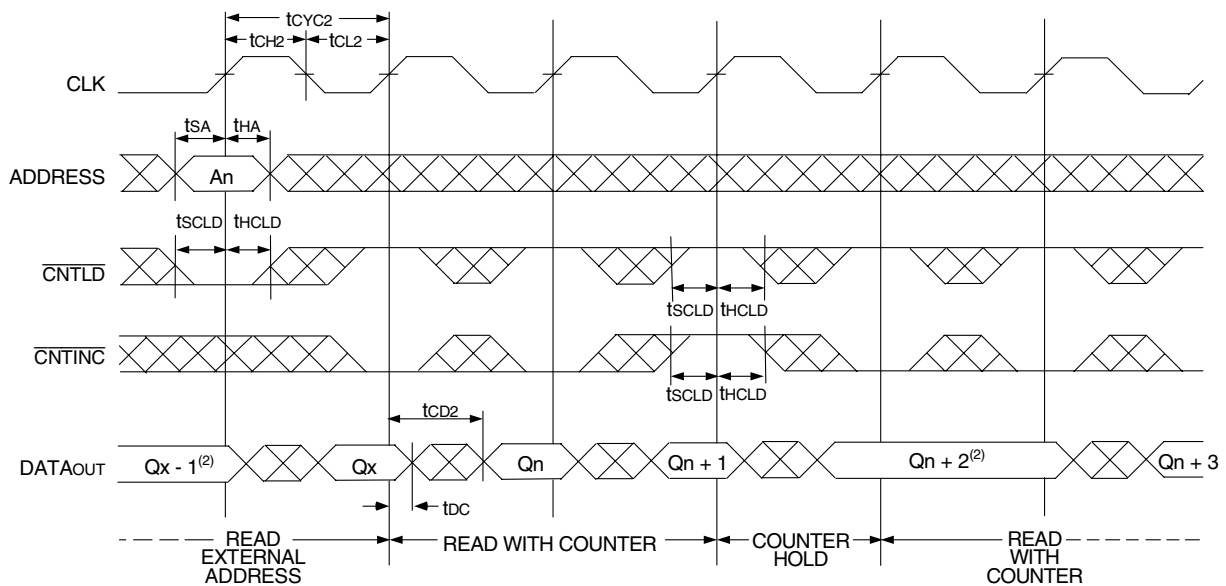 tCYC2
tCH2 tCL2
CLK
tSA tHA
ADDRESS An
tSCLD tHCLD
CNTLD
tSCLD tHCLD
CNTINC
tSCLD tHCLD
tCD2
DATAOUT Qx - 1(2) Qx Qn Qn + 1 Qn + 2(2) Qn + 3
tDC
READ EXTERNAL ADDRESS
READ WITH COUNTER
COUNTER HOLD
READ WITH COUNTER